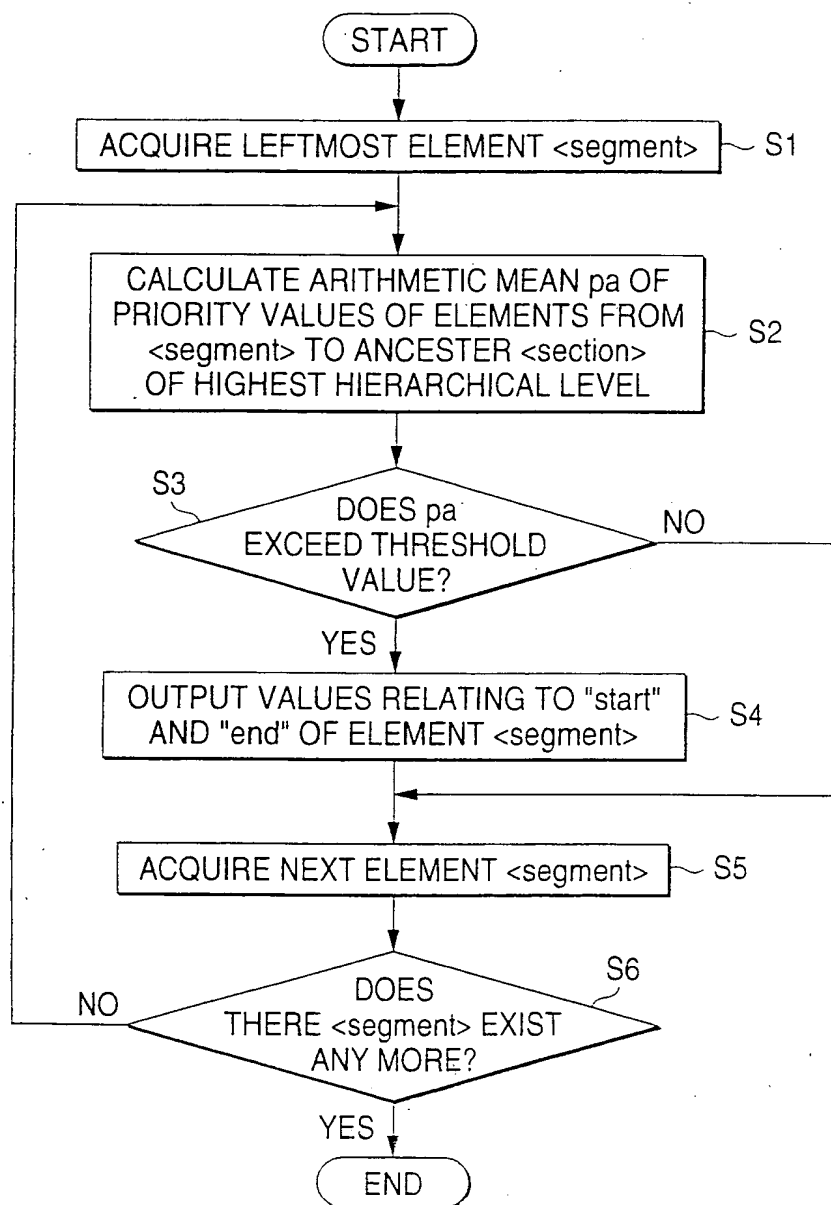 START
ACQUIRE LEFTMOST ELEMENT <segment>
S1
CALCULATE ARITHMETIC MEAN pa OF
PRIORITY VALUES OF ELEMENTS FROM
<segment> TO ANCESTER <section>
OF HIGHEST HIERARCHICAL LEVEL
S2
S3
DOES pa
EXCEED THRESHOLD
VALUE?
NO
YES
OUTPUT VALUES RELATING TO "start"
AND "end" OF ELEMENT <segment>
S4
ACQUIRE NEXT ELEMENT <segment>
S5
S6
NO
DOES
THERE <segment> EXIST
ANY MORE?
YES
END